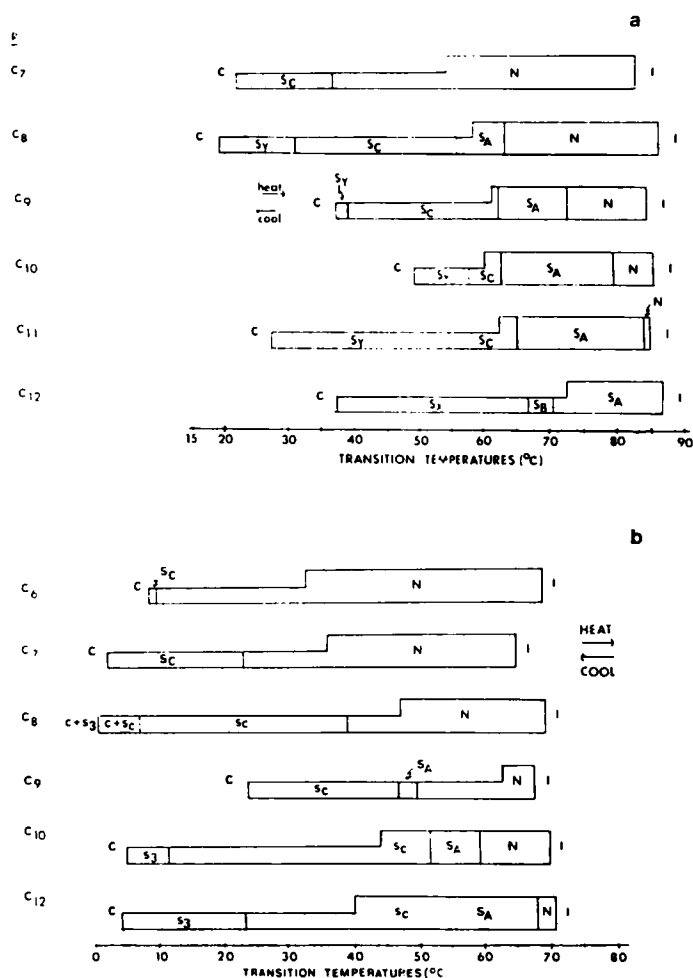 a
R
C7 C SC N I
C8 C SY SC SA N I
SY
C9 heat cool C SC SA N I
C10 C SC SA N I
N
C11 C SY SC SA I
C12 C SB SA I
15 20 30 40 50 60 70 80 90
TRANSITION TEMPERATURES (°C)
b
SC
C6 C N I
C7 C SC N I HEAT
COOL
C8 C+S3 C+SC SC N I
SA
C9 C SC N I
C10 C S3 SC SA N I
C12 C S3 SC SA N I
0 10 20 30 40 50 60 70 80
TRANSITION TEMPERATURES (°C